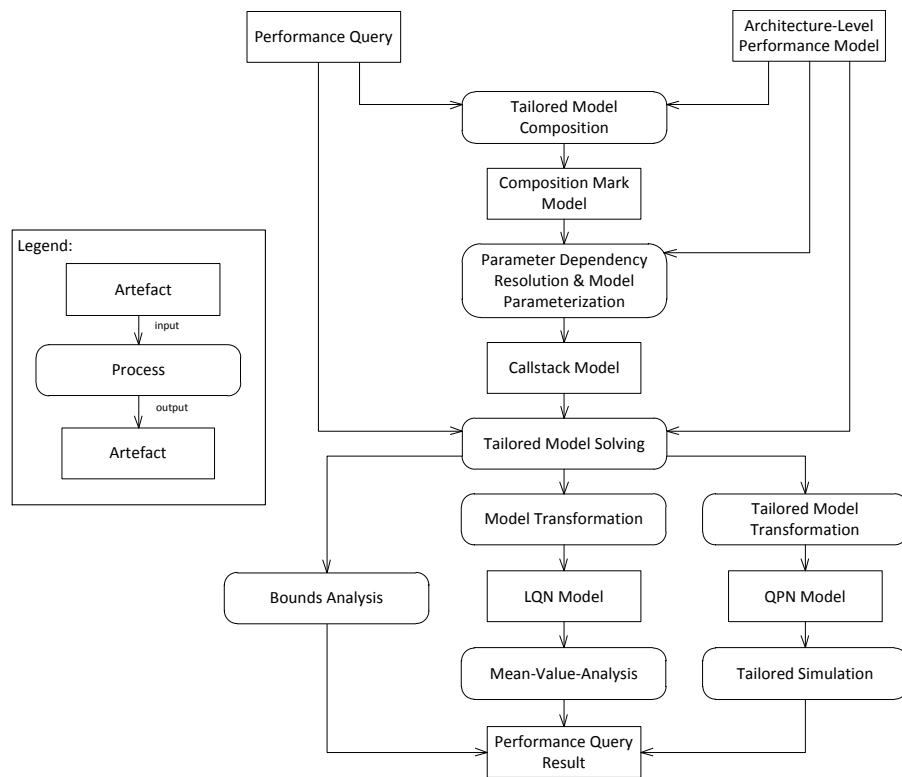 Performance Query
Architecture-Level
Performance Model
Tailored Model
Composition
Composition Mark
Model
Legend:
Artefact
input
Process
output
Artefact
Parameter Dependency
Resolution & Model
Parameterization
Callstack Model
Tailored Model Solving
Model Transformation
Tailored Model
Transformation
Bounds Analysis
LQN Model
QPN Model
Mean-Value-Analysis
Tailored Simulation
Performance Query
Result